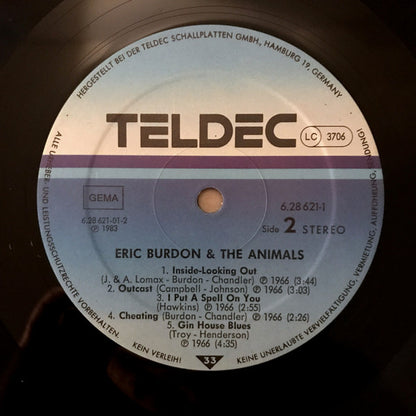 HERGESTELLT BEI DER TELDEC SCHALLPLATTEN GMBH, HAMBURG 19, GERMANY
TELDEC
LC 3706
GEMA
6.28 621-01-2
℗ 1983
6.28 621-1
Side 2 STEREO
ERIC BURDON & THE ANIMALS
1. Inside-Looking Out
(J. & A. Lomax - Burdon - Chandler) ℗ 1966 (3:44)
2. Outcast (Campbell - Johnson) ℗ 1966 (3:03)
3. I Put A Spell On You
(Hawkins) ℗ 1966 (2:55)
4. Cheating (Burdon - Chandler) ℗ 1966 (2:26)
5. Gin House Blues
(Troy - Henderson)
℗ 1966 (4:35)
33
ALLE URHEBER- UND LEISTUNGSSCHUTZRECHTE VORBEHALTEN.
KEIN VERLEIH!
KEINE UNERLAUBTE VERVIELFÄLTIGUNG, VERMIETUNG, AUFFÜHRUNG,